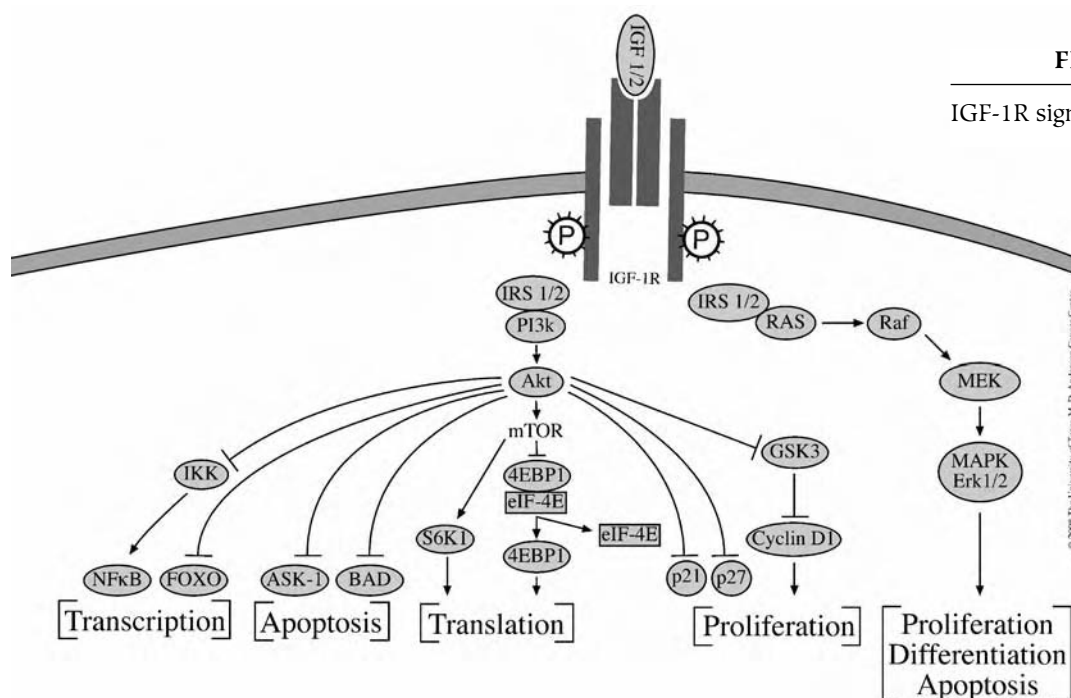 FI
IGF-1R sign
IGF 1/2
P
P
IGF-1R
IRS 1/2
PI3k
IRS 1/2
RAS
Raf
Akt
MEK
mTOR
GSK3
IKK
4EBP1
eIF-4E
MAPK
Erk1/2
S6K1
eIF-4E
Cyclin D1
4EBP1
NFκB
FOXO
ASK-1
BAD
p21
p27
[Transcription]
[Apoptosis]
[Translation]
[Proliferation]
[Proliferation
Differentiation
Apoptosis]